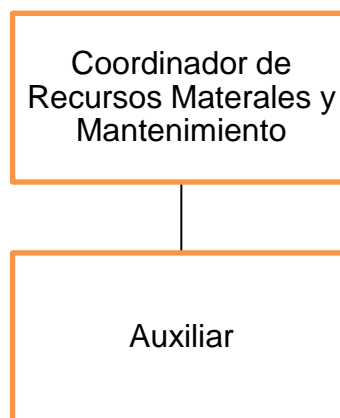 Coordinador de
Recursos Materales y
Mantenimiento
Auxiliar